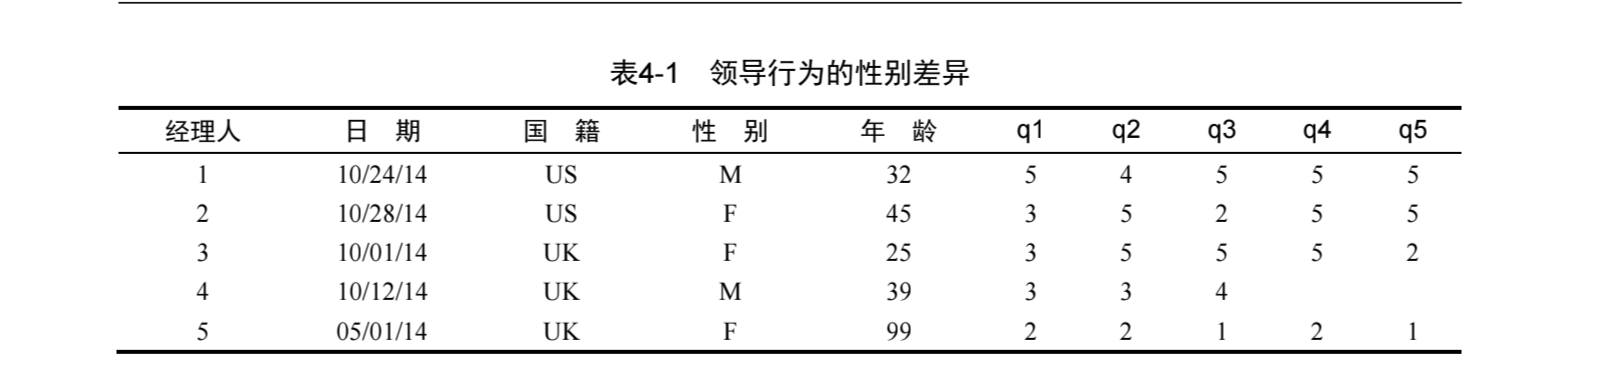 表4-1 领导行为的性别差异
经理人 日 期 国 籍 性 别 年 龄 q1 q2 q3 q4 q5
1 10/24/14 US M 32 5 4 5 5 5
2 10/28/14 US F 45 3 5 2 5 5
3 10/01/14 UK F 25 3 5 5 5 2
4 10/12/14 UK M 39 3 3 4
5 05/01/14 UK F 99 2 2 1 2 1